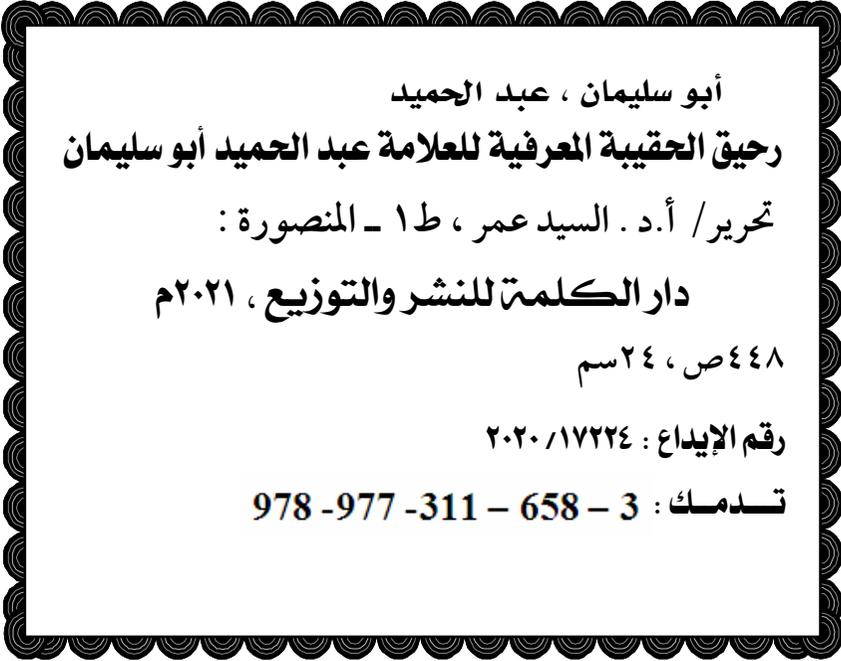 أبو سليمان ، عبد الحميد
رحيق الحقيبة المعرفية للعلامة عبد الحميد أبو سليمان
تحرير/ أ.د . السيد عمر ، ط١ ــ المنصورة :
دار الكلمة للنشر والتوزيع ، ٢٠٢١م
٤٤٨ص ، ٢٤سم
رقم الإيداع : ٢٠٢٠/١٧٢٢٤
تـــدمــك : 978 -977 -311 – 658 – 3